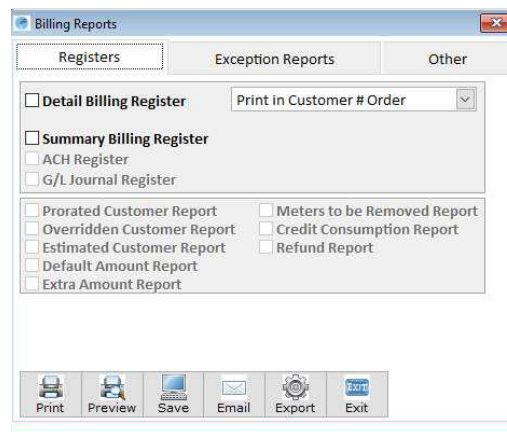 Billing Reports
Registers Exception Reports Other
Detail Billing Register Print in Customer # Order
Summary Billing Register
ACH Register
G/L Journal Register
Prorated Customer Report Meters to be Removed Report
Overridden Customer Report Credit Consumption Report
Estimated Customer Report Refund Report
Default Amount Report
Extra Amount Report
EXIT
Print Preview Save Email Export Exit